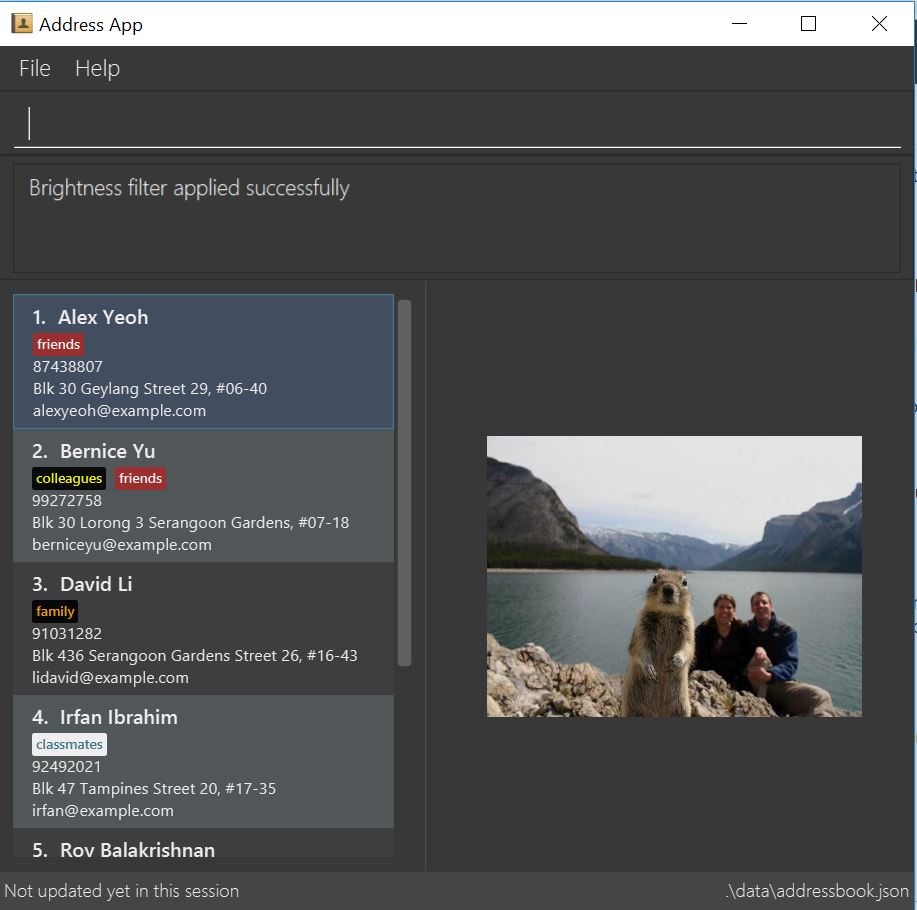 Address App
File Help
Brightness filter applied successfully
1. Alex Yeoh
friends
87438807
Blk 30 Geylang Street 29, #06-40
alexyeoh@example.com
2. Bernice Yu
colleagues friends
99272758
Blk 30 Lorong 3 Serangoon Gardens, #07-18
berniceyu@example.com
3. David Li
family
91031282
Blk 436 Serangoon Gardens Street 26, #16-43
lidavid@example.com
4. Irfan Ibrahim
classmates
92492021
Blk 47 Tampines Street 20, #17-35
irfan@example.com
5. Roy Balakrishnan
Not updated yet in this session .\data\addressbook.json